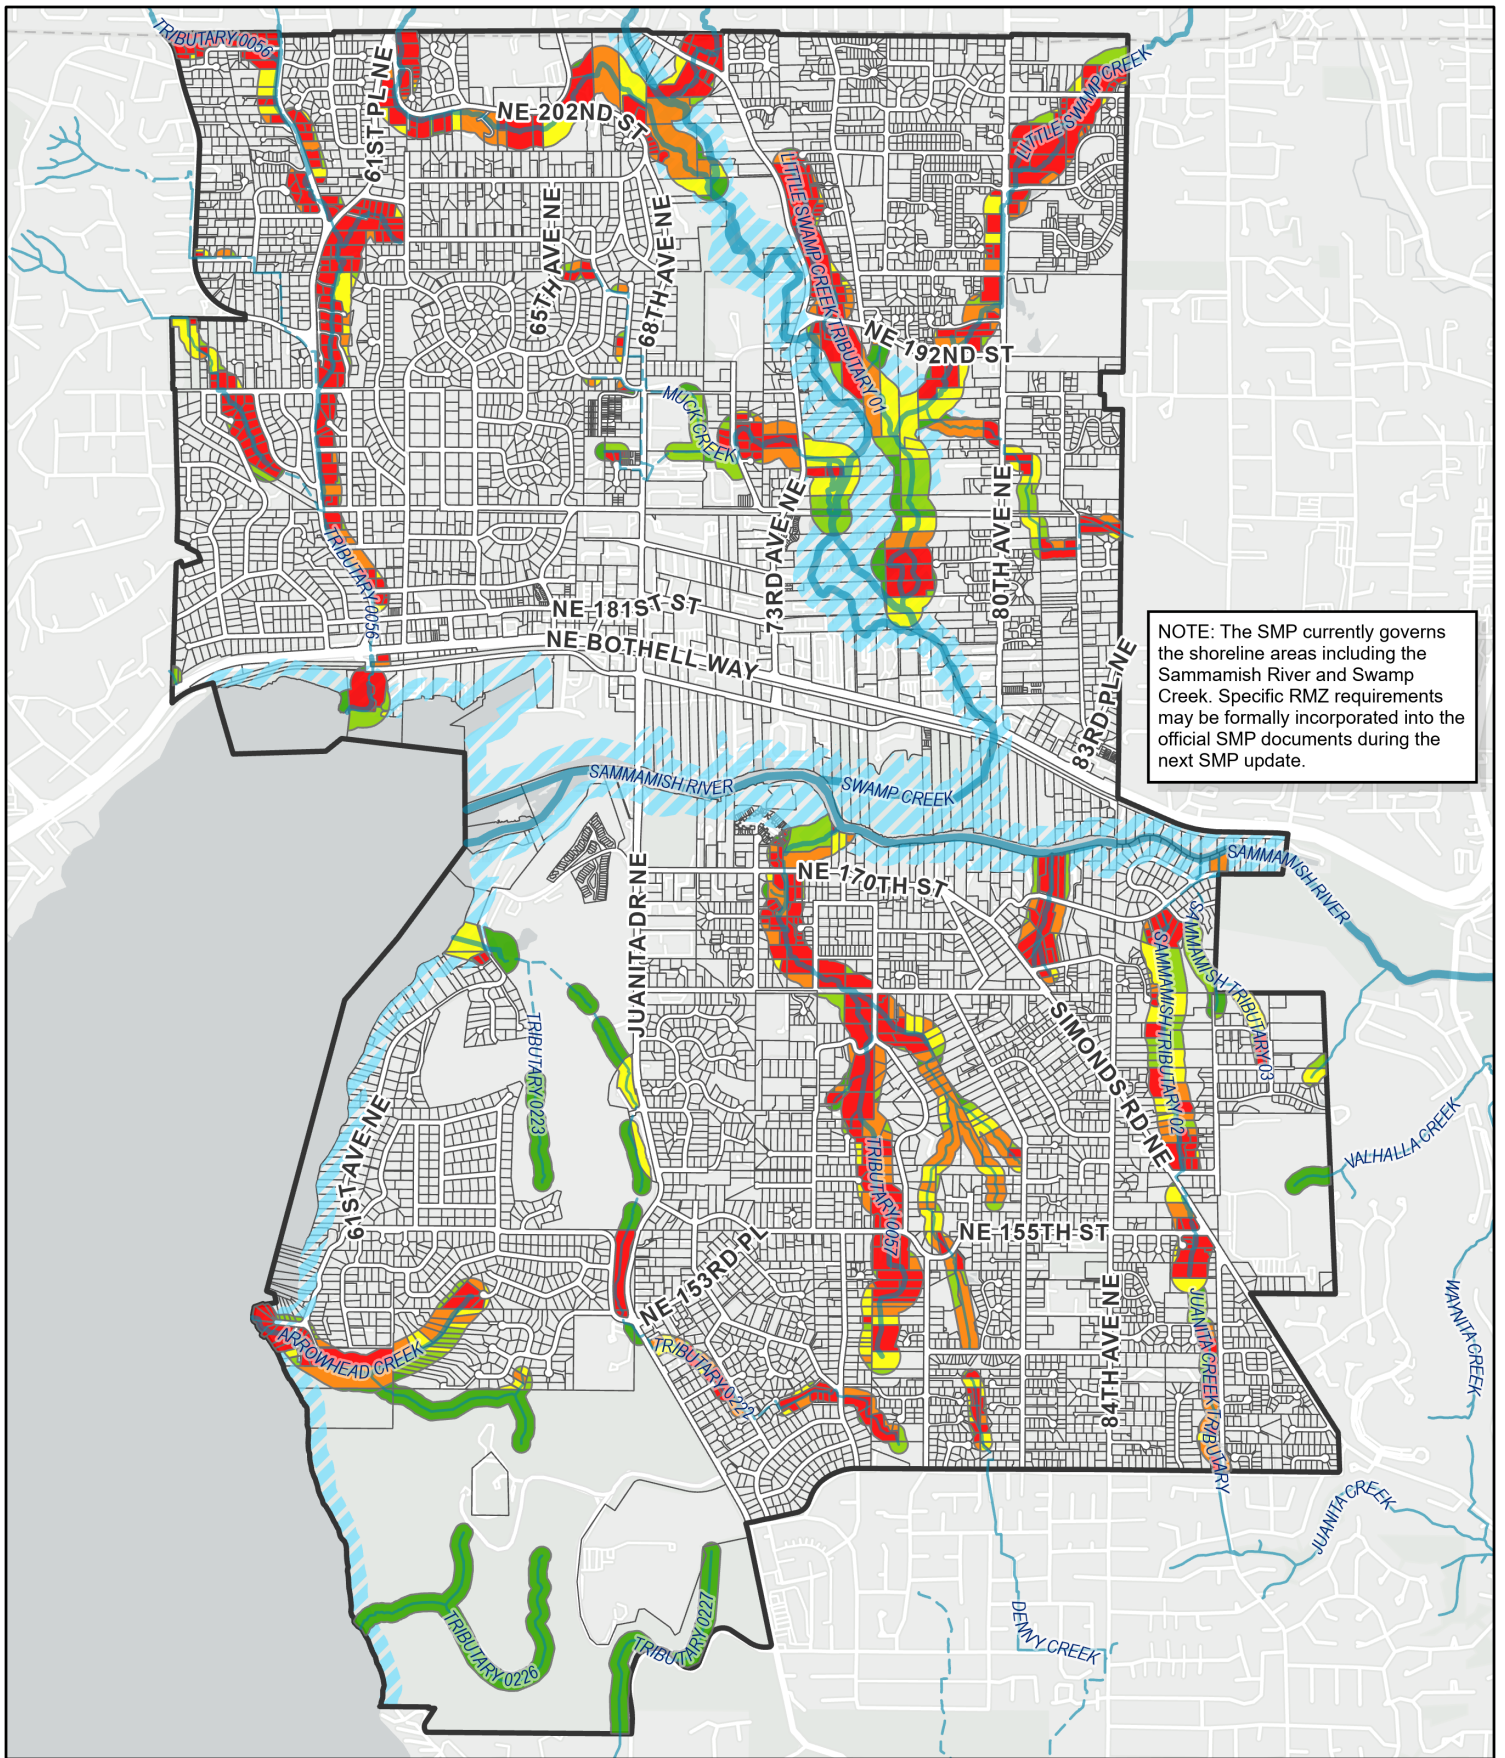 TRIBUTARY 0056
61ST PL NE
NE 202ND ST
LITTLE SWAMP CREEK
LITTLE SWAMP CREEK
LITTLE SWAMP CREEK TRIBUTARY 01
65TH AVE NE
68TH AVE NE
NE 192ND ST
MUCK CREEK
73RD AVE NE
80TH AVE NE
TRIBUTARY 0056
NE 181ST ST
NE BOTHELL WAY
83RD PL NE
NOTE: The SMP currently governs
the shoreline areas including the
Sammamish River and Swamp
Creek. Specific RMZ requirements
may be formally incorporated into the
official SMP documents during the
next SMP update.
SAMMAMISH RIVER
SWAMP CREEK
SAMMAMISH RIVER
JUANITA DR NE
NE 170TH ST
SAMMAMISH TRIBUTARY 03
SAMMAMISH TRIBUTARY 02
SIMONDS RD NE
TRIBUTARY 0223
61ST AVE NE
TRIBUTARY 0057
VALHALLA CREEK
NE 155TH ST
NE 153RD PL
84TH AVE NE
WAYNITA CREEK
JUANITA CREEK TRIBUTARY
ARROWHEAD CREEK
TRIBUTARY 0222
JUANITA CREEK
TRIBUTARY 0226
TRIBUTARY 0227
DENNY CREEK